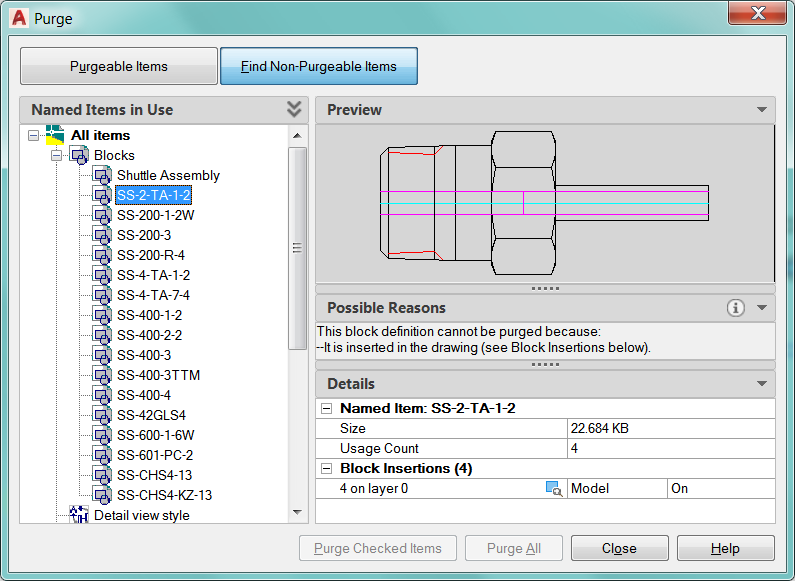 A Purge
Purgeable Items
Find Non-Purgeable Items
Named Items in Use
All items
Blocks
Shuttle Assembly
SS-2-TA-1-2
SS-200-1-2W
SS-200-3
SS-200-R-4
SS-4-TA-1-2
SS-4-TA-7-4
SS-400-1-2
SS-400-2-2
SS-400-3
SS-400-3TTM
SS-400-4
SS-42GLS4
SS-600-1-6W
SS-601-PC-2
SS-CHS4-13
SS-CHS4-KZ-13
Detail view style
Preview
Possible Reasons
This block definition cannot be purged because:
--It is inserted in the drawing (see Block Insertions below).
Details
Named Item: SS-2-TA-1-2
Size 22.684 KB
Usage Count 4
Block Insertions (4)
4 on layer 0 Model On
Purge Checked Items
Purge All
Close
Help